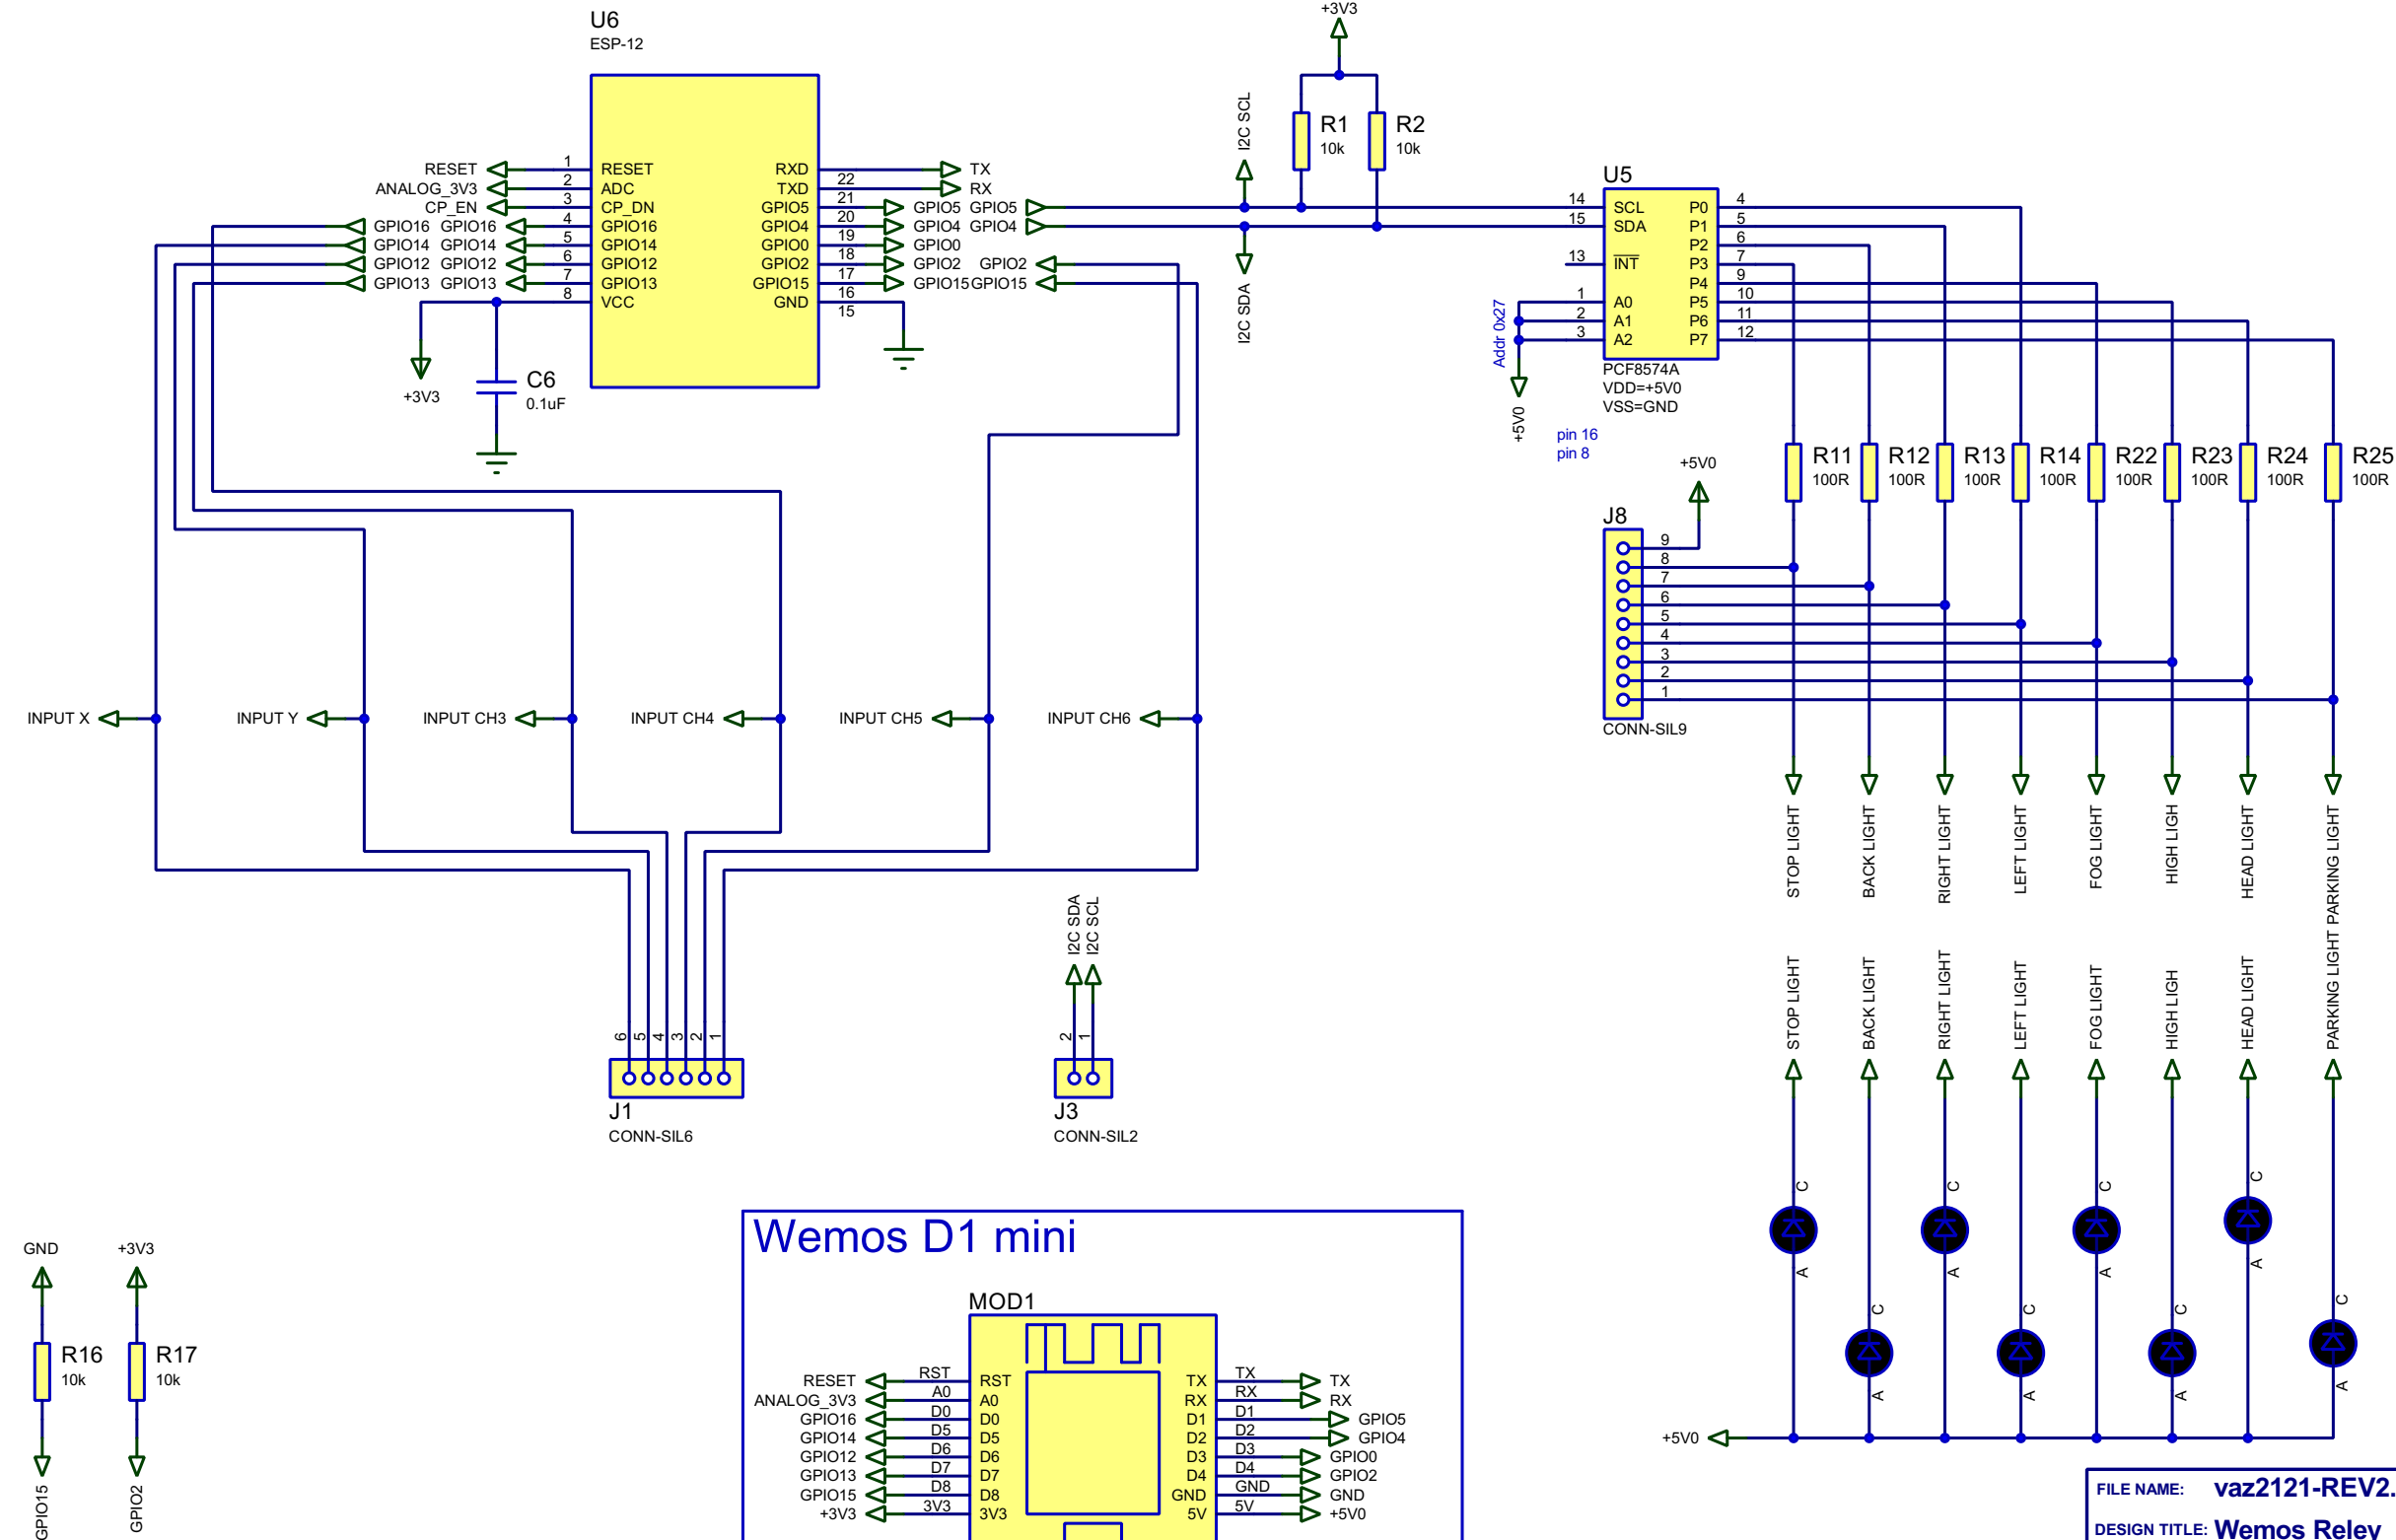 U6
ESP-12
RESET 1 RESET
ANALOG_3V3 2 ADC
CP_EN 3 CP_DN
GPIO16 GPIO16 4 GPIO16
GPIO14 GPIO14 5 GPIO14
GPIO12 GPIO12 6 GPIO12
GPIO13 GPIO13 7 GPIO13
8 VCC
RXD 22 TX
TXD 21 RX
GPIO5 20 GPIO5 GPIO5
GPIO4 19 GPIO4 GPIO4
GPIO0 18 GPIO0
GPIO2 17 GPIO2 GPIO2
GPIO15 16 GPIO15 GPIO15
GND 15
+3V3
C6
0.1uF
+3V3
R1
10k
R2
10k
I2C SCL
I2C SDA
U5
14 SCL P0 4
15 SDA P1 5
P2 6
13 INT P3 7
P4 9
1 A0 P5 10
2 A1 P6 11
3 A2 P7 12
Addr 0x27
+5V0
PCF8574A
VDD=+5V0
VSS=GND
pin 16
pin 8
+5V0
R11
100R
R12
100R
R13
100R
R14
100R
R22
100R
R23
100R
R24
100R
R25
100R
J8
9
8
7
6
5
4
3
2
1
CONN-SIL9
INPUT X
INPUT Y
INPUT CH3
INPUT CH4
INPUT CH5
INPUT CH6
STOP LIGHT
BACK LIGHT
RIGHT LIGHT
LEFT LIGHT
FOG LIGHT
HIGH LIGH
HEAD LIGHT
PARKING LIGHT
6
5
4
3
2
1
J1
CONN-SIL6
I2C SDA
I2C SCL
2
1
J3
CONN-SIL2
STOP LIGHT
BACK LIGHT
RIGHT LIGHT
LEFT LIGHT
FOG LIGHT
HIGH LIGH
HEAD LIGHT
PARKING LIGHT
C
A
C
A
C
A
C
A
C
A
C
A
C
A
C
A
+5V0
GND
R16
10k
GPIO15
+3V3
R17
10k
GPIO2
Wemos D1 mini
MOD1
RESET RST RST
ANALOG_3V3 A0 A0
GPIO16 D0 D0
GPIO14 D5 D5
GPIO12 D6 D6
GPIO13 D7 D7
GPIO15 D8 D8
+3V3 3V3 3V3
TX TX TX
RX RX RX
D1 D1 GPIO5
D2 D2 GPIO4
D3 D3 GPIO0
D4 D4 GPIO2
GND GND GND
5V 5V +5V0
FILE NAME: vaz2121-REV2.
DESIGN TITLE: Wemos Reley